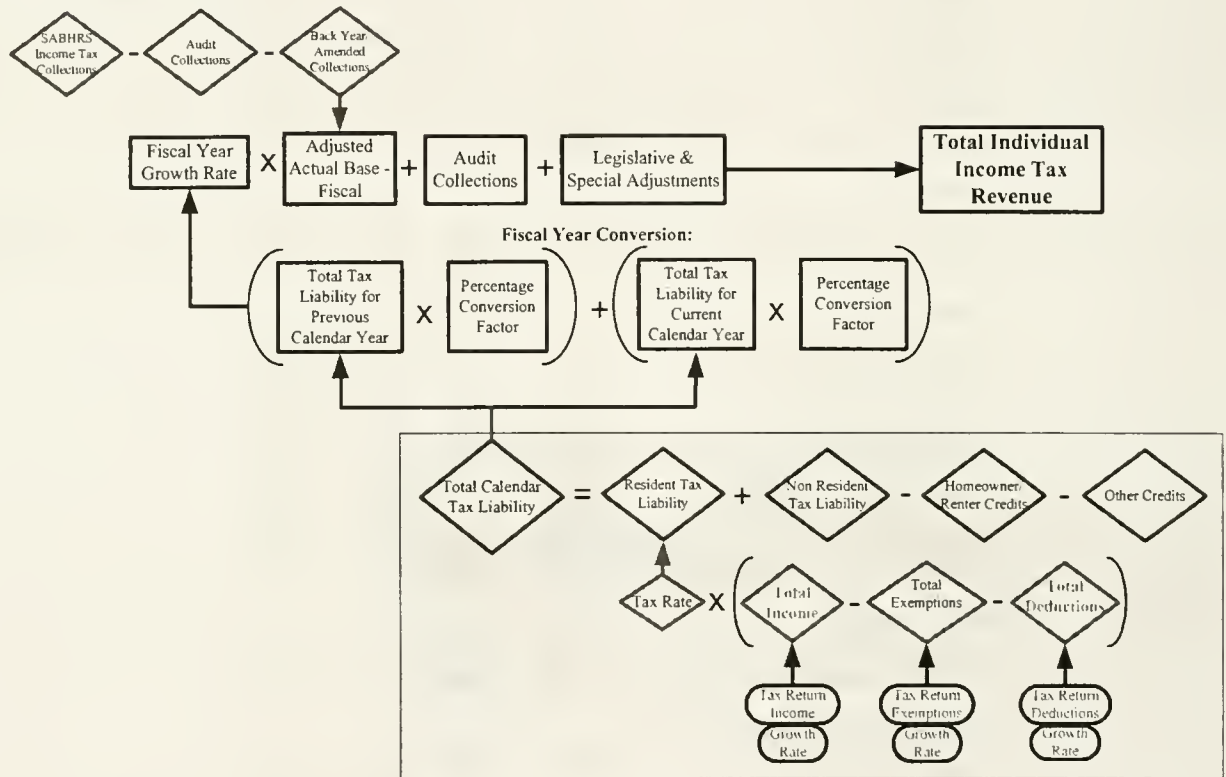 SABHRS
Income Tax
Collections
-
Audit
Collections
-
Back Year/
Amended
Collections
Fiscal Year
Growth Rate
X
Adjusted
Actual Base -
Fiscal
+
Audit
Collections
+
Legislative &
Special Adjustments
Total Individual
Income Tax
Revenue
Fiscal Year Conversion:
(
Total Tax
Liability for
Previous
Calendar Year
X
Percentage
Conversion
Factor
)
+
(
Total Tax
Liability for
Current
Calendar Year
X
Percentage
Conversion
Factor
)
Total Calendar
Tax Liability
=
Resident Tax
Liability
+
Non Resident
Tax Liability
-
Homeowner/
Renter Credits
-
Other Credits
Tax Rate
X
(
Total
Income
-
Total
Exemptions
-
Total
Deductions
)
Tax Return
Income
Growth
Rate
Tax Return
Exemptions
Growth
Rate
Tax Return
Deductions
Growth
Rate